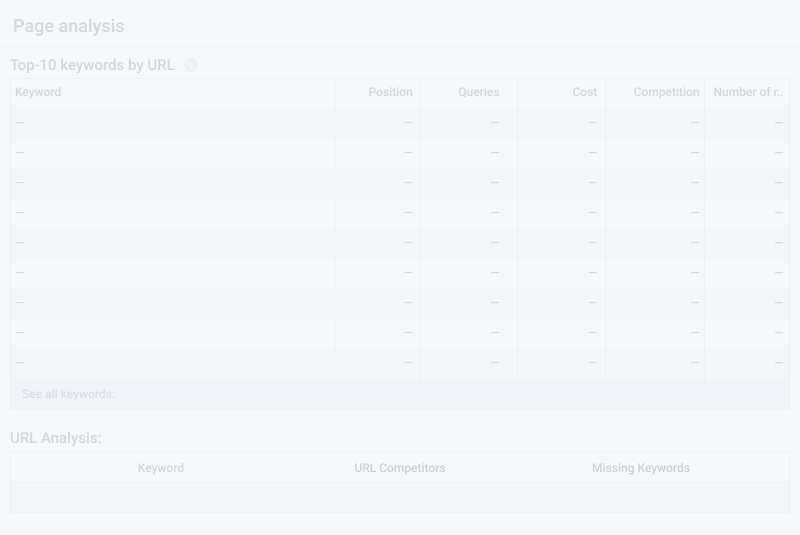 Page analysis
Top-10 keywords by URL
Keyword Position Queries Cost Competition Number of r..
— — — — — —
— — — — — —
— — — — — —
— — — — — —
— — — — — —
— — — — — —
— — — — — —
— — — — — —
— — — — — —
See all keywords:
URL Analysis:
Keyword URL Competitors Missing Keywords